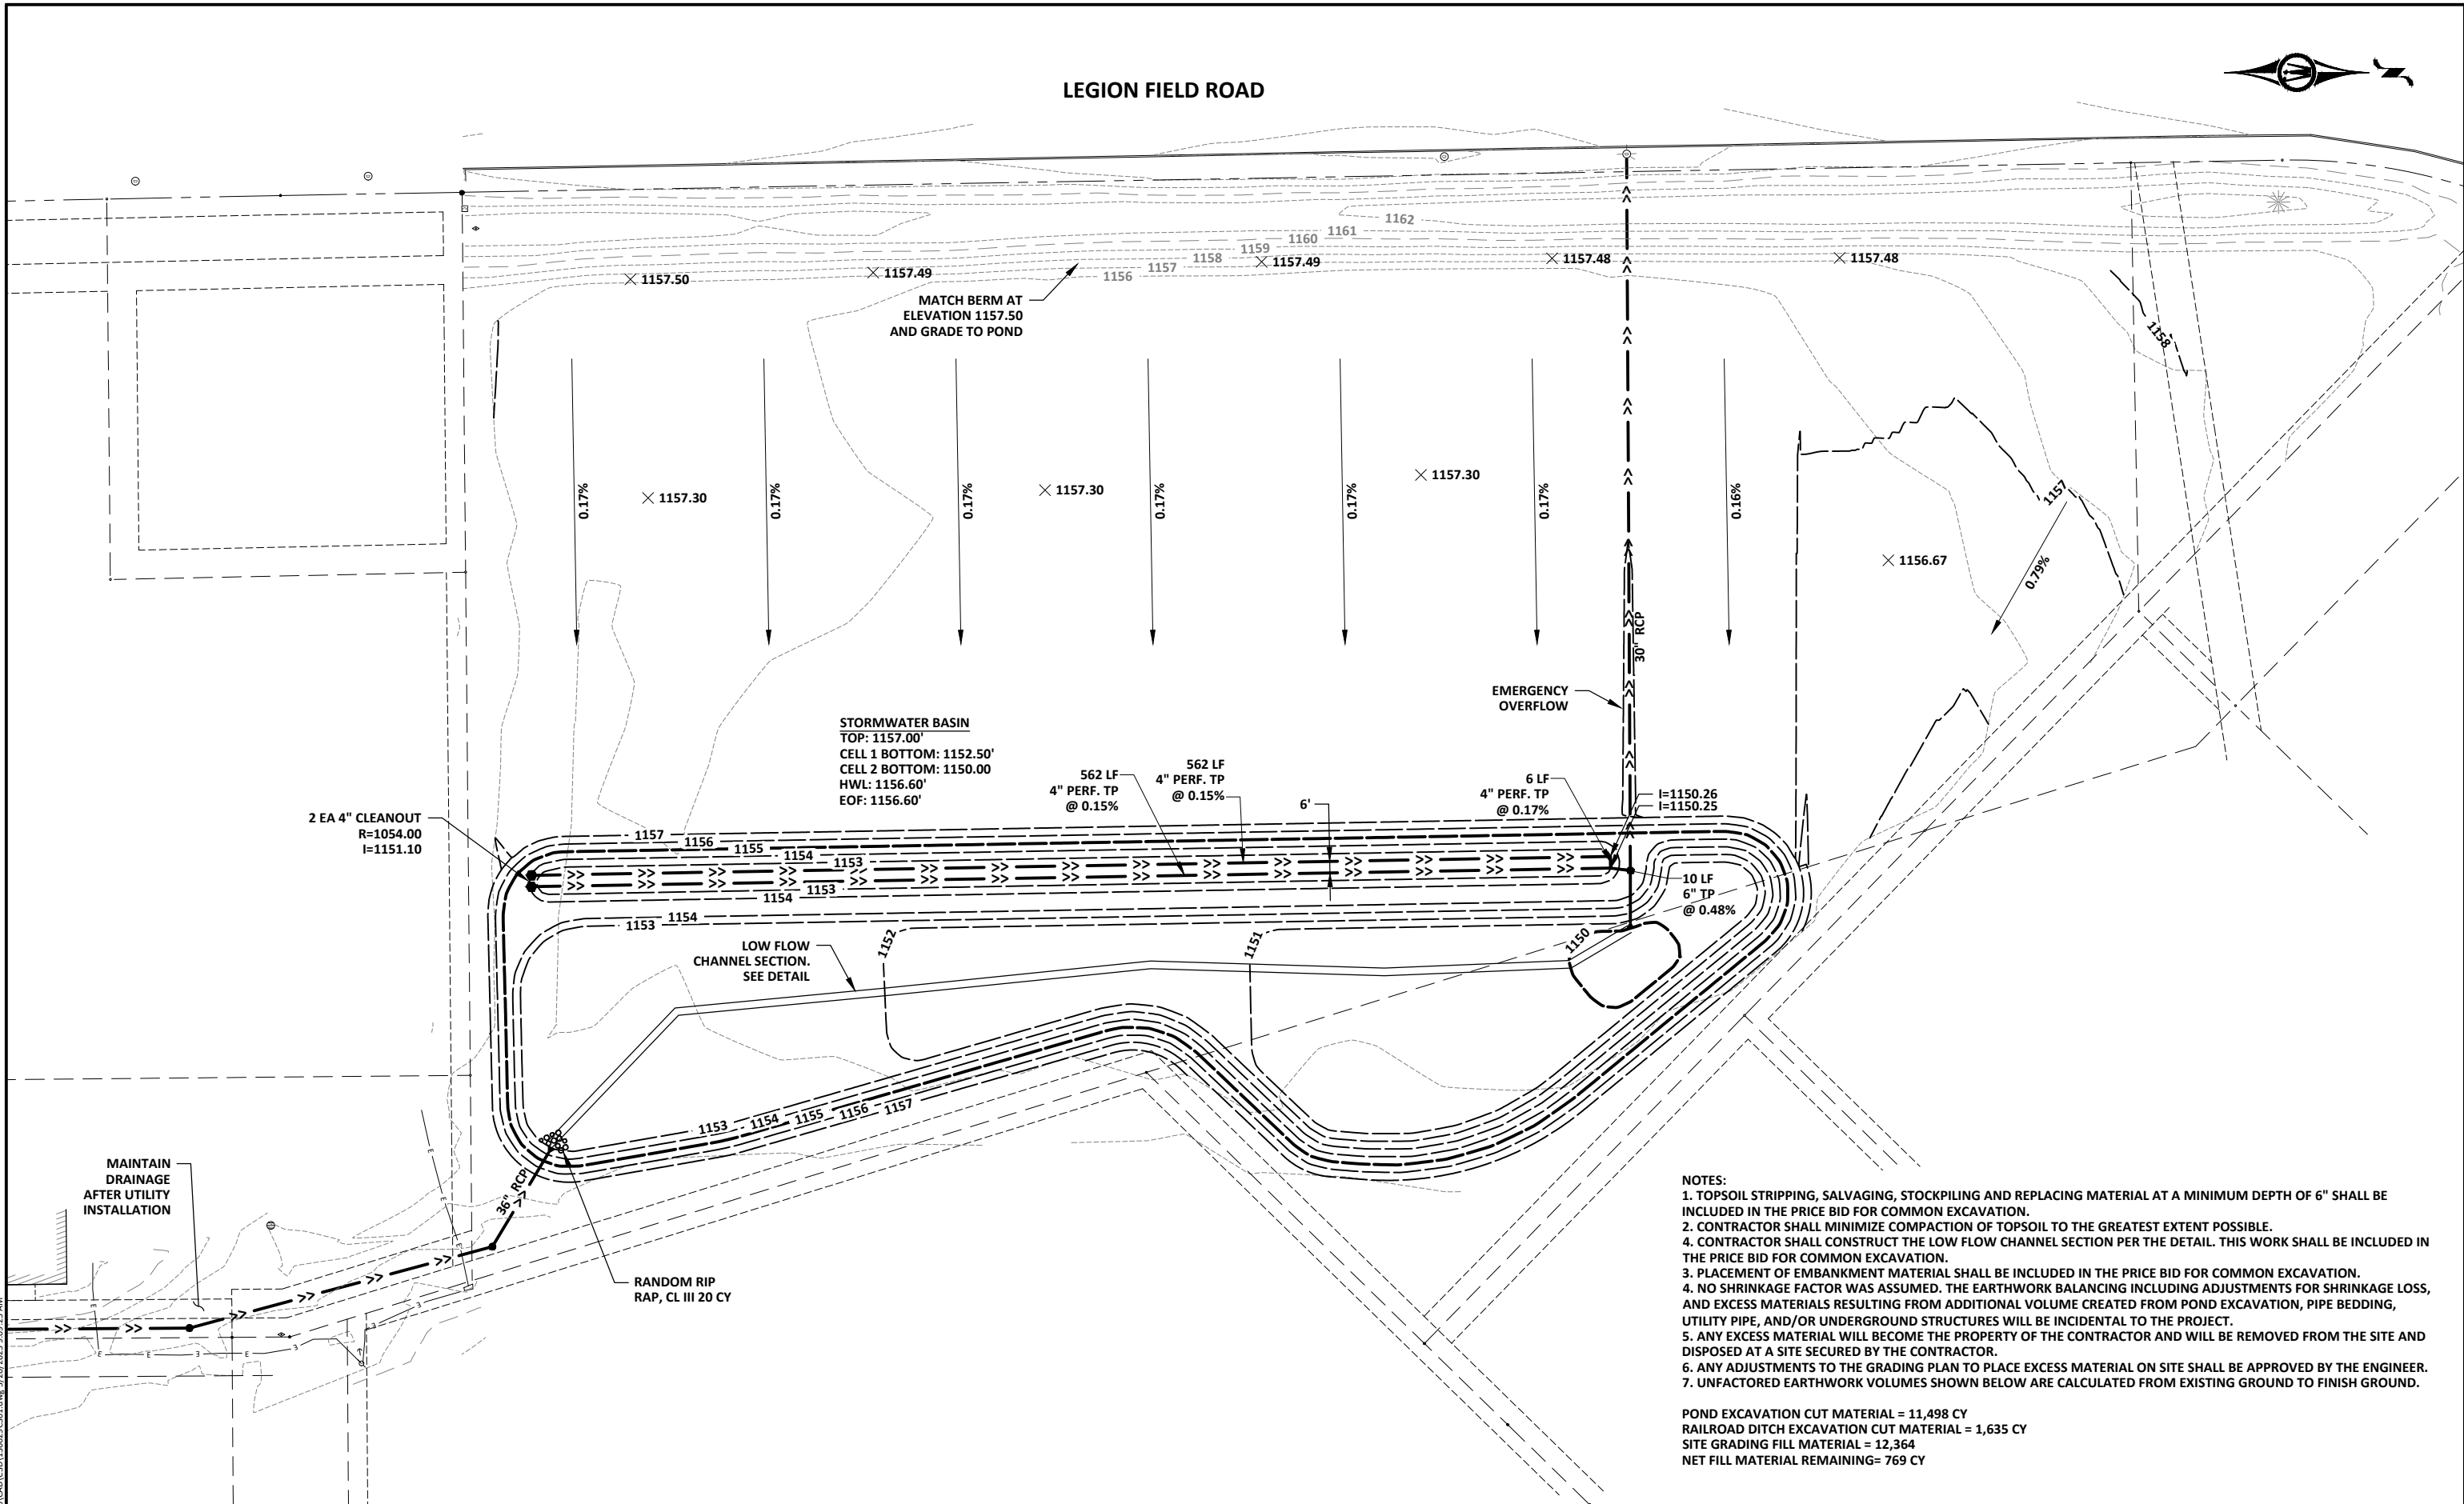 LEGION FIELD ROAD
1162
1161
1160
1159
1158
1157
1156
1157.50
1157.49
1157.49
1157.48
1157.48
MATCH BERM AT
ELEVATION 1157.50
AND GRADE TO POND
1158
0.17%
1157.30
0.17%
0.17%
1157.30
0.17%
0.17%
1157.30
0.17%
0.16%
1157
1156.67
0.79%
30" RCP
EMERGENCY
OVERFLOW
STORMWATER BASIN
TOP: 1157.00'
CELL 1 BOTTOM: 1152.50'
CELL 2 BOTTOM: 1150.00
HWL: 1156.60'
EOF: 1156.60'
562 LF
4" PERF. TP
@ 0.15%
562 LF
4" PERF. TP
@ 0.15%
6'
6 LF
4" PERF. TP
@ 0.17%
I=1150.26
I=1150.25
2 EA 4" CLEANOUT
R=1054.00
I=1151.10
1157
1156
1155
1154
1153
1153
1154
1154
1153
10 LF
6" TP
@ 0.48%
LOW FLOW
CHANNEL SECTION.
SEE DETAIL
1152
1151
1150
1153
1154
1155
1156
1157
36" RCP
MAINTAIN
DRAINAGE
AFTER UTILITY
INSTALLATION
RANDOM RIP
RAP, CL III 20 CY
E
E
E
E
E
E
E
E
NOTES:
1. TOPSOIL STRIPPING, SALVAGING, STOCKPILING AND REPLACING MATERIAL AT A MINIMUM DEPTH OF 6" SHALL BE
INCLUDED IN THE PRICE BID FOR COMMON EXCAVATION.
2. CONTRACTOR SHALL MINIMIZE COMPACTION OF TOPSOIL TO THE GREATEST EXTENT POSSIBLE.
4. CONTRACTOR SHALL CONSTRUCT THE LOW FLOW CHANNEL SECTION PER THE DETAIL. THIS WORK SHALL BE INCLUDED IN
THE PRICE BID FOR COMMON EXCAVATION.
3. PLACEMENT OF EMBANKMENT MATERIAL SHALL BE INCLUDED IN THE PRICE BID FOR COMMON EXCAVATION.
4. NO SHRINKAGE FACTOR WAS ASSUMED. THE EARTHWORK BALANCING INCLUDING ADJUSTMENTS FOR SHRINKAGE LOSS,
AND EXCESS MATERIALS RESULTING FROM ADDITIONAL VOLUME CREATED FROM POND EXCAVATION, PIPE BEDDING,
UTILITY PIPE, AND/OR UNDERGROUND STRUCTURES WILL BE INCIDENTAL TO THE PROJECT.
5. ANY EXCESS MATERIAL WILL BECOME THE PROPERTY OF THE CONTRACTOR AND WILL BE REMOVED FROM THE SITE AND
DISPOSED AT A SITE SECURED BY THE CONTRACTOR.
6. ANY ADJUSTMENTS TO THE GRADING PLAN TO PLACE EXCESS MATERIAL ON SITE SHALL BE APPROVED BY THE ENGINEER.
7. UNFACTORED EARTHWORK VOLUMES SHOWN BELOW ARE CALCULATED FROM EXISTING GROUND TO FINISH GROUND.
POND EXCAVATION CUT MATERIAL = 11,498 CY
RAILROAD DITCH EXCAVATION CUT MATERIAL = 1,635 CY
SITE GRADING FILL MATERIAL = 12,364
NET FILL MATERIAL REMAINING= 769 CY